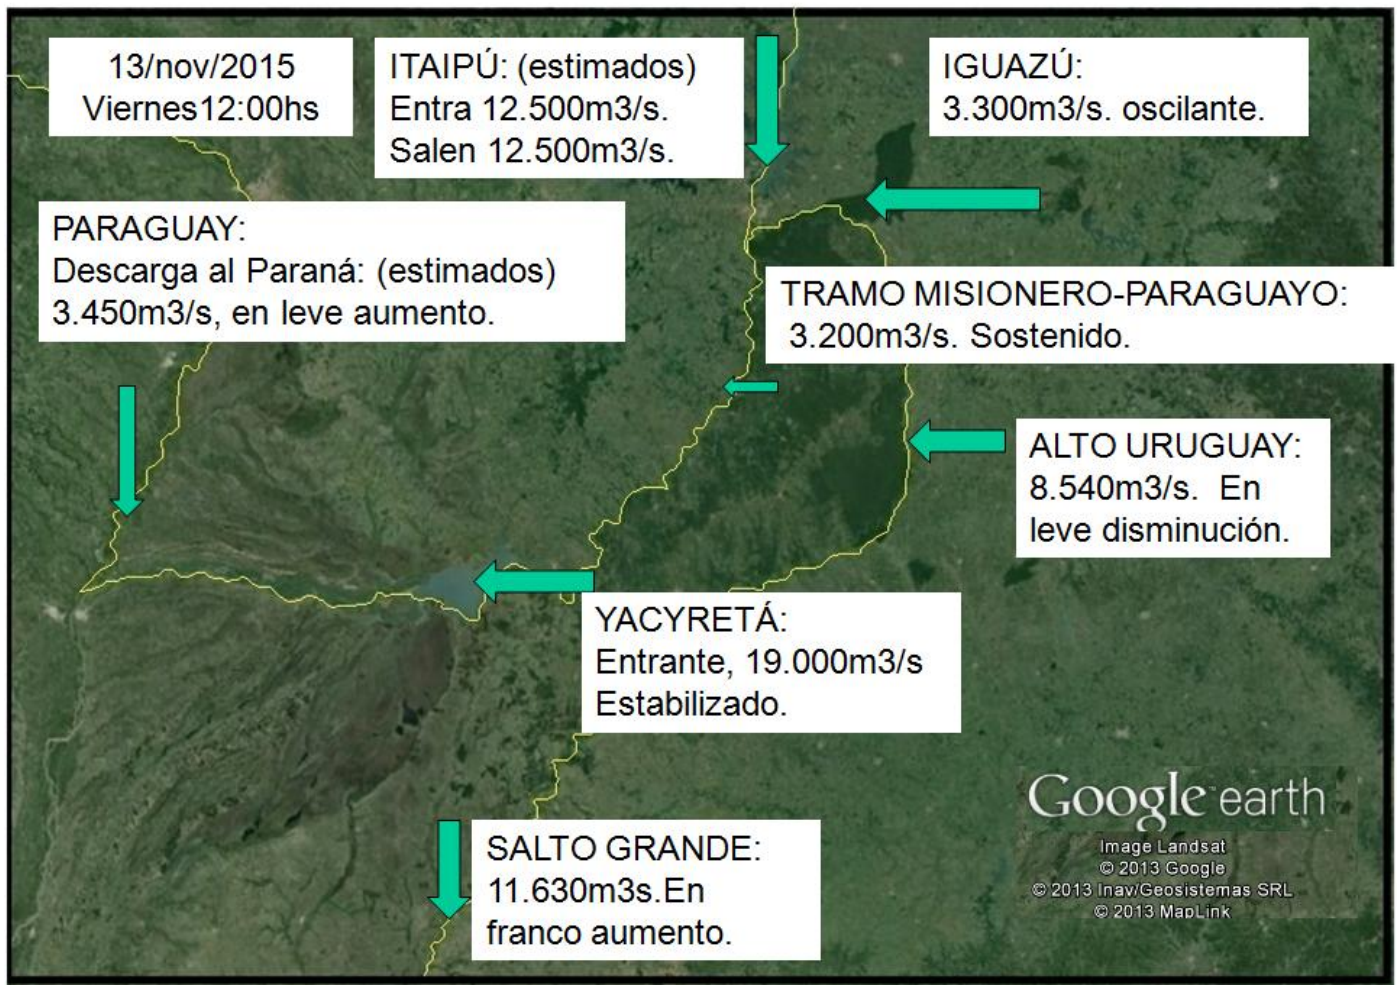 13/nov/2015
Viernes12:00hs
ITAIPÚ: (estimados)
Entra 12.500m3/s.
Salen 12.500m3/s.
IGUAZÚ:
3.300m3/s. oscilante.
PARAGUAY:
Descarga al Paraná: (estimados)
3.450m3/s, en leve aumento.
TRAMO MISIONERO-PARAGUAYO:
3.200m3/s. Sostenido.
ALTO URUGUAY:
8.540m3/s.  En
leve disminución.
YACYRETÁ:
Entrante, 19.000m3/s
Estabilizado.
SALTO GRANDE:
11.630m3s.En
franco aumento.
Google earth
Image Landsat
© 2013 Google
© 2013 Inav/Geosistemas SRL
© 2013 MapLink